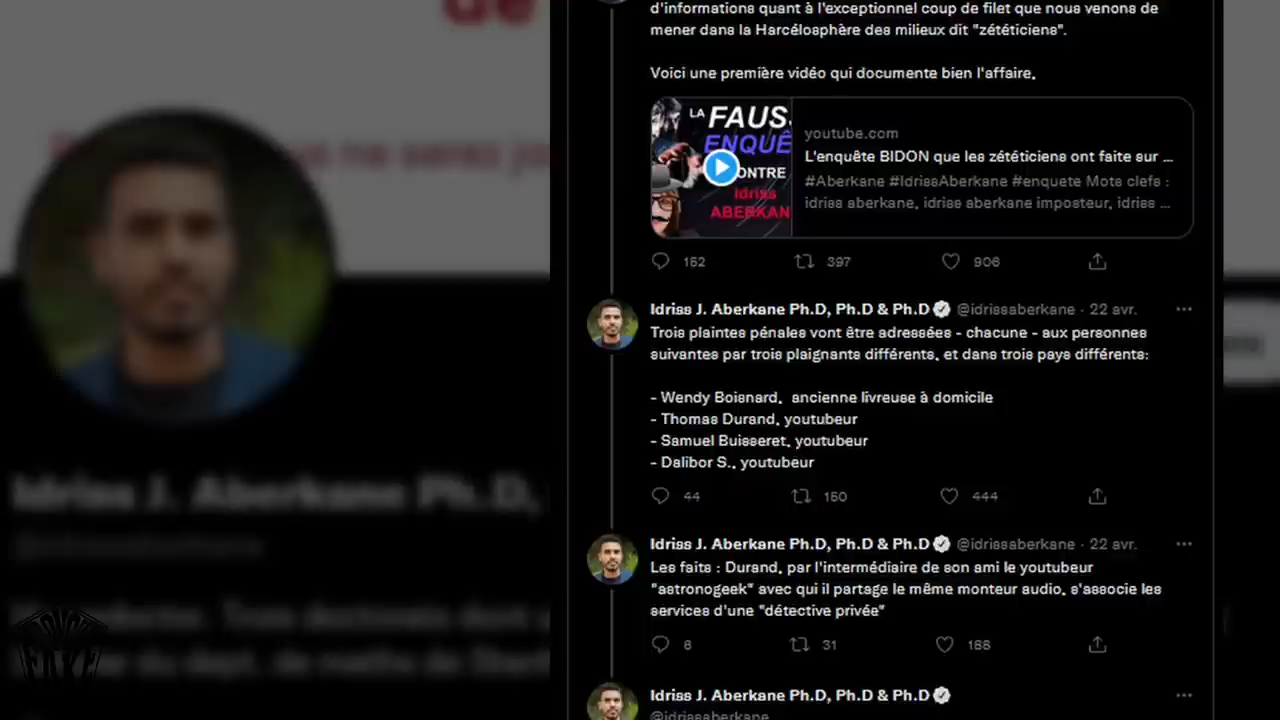 d'informations quant à l'exceptionnel coup de filet que nous venons de
mener dans la Harcélosphère des milieux dit "zététiciens".
Voici une première vidéo qui documente bien l'affaire.
LA FAUS
ENQUÊ
CONTRE
Idriss
ABERKAN
youtube.com
L'enquête BIDON que les zététiciens ont faite sur ...
#Aberkane #IdrissAberkane #enquete Mots clefs :
idriss aberkane, idriss aberkane imposteur, idriss ...
152 397 906
Idriss J. Aberkane Ph.D, Ph.D & Ph.D @idrissaberkane · 22 avr.
Trois plaintes pénales vont être adressées - chacune - aux personnes
suivantes par trois plaignants différents, et dans trois pays différents:
- Wendy Boisnard, ancienne livreuse à domicile
- Thomas Durand, youtubeur
- Samuel Buisseret, youtubeur
- Dalibor S., youtubeur
44 150 444
Idriss J. Aberkane Ph.D, Ph.D & Ph.D @idrissaberkane · 22 avr.
Les faits : Durand, par l'intermédiaire de son ami le youtubeur
"astronogeek" avec qui il partage le même monteur audio, s'associe les
services d'une "détective privée"
8 31 188
Idriss J. Aberkane Ph.D, Ph.D & Ph.D
@idrissaberkane
de
Idriss J. Aberkane Ph.D,